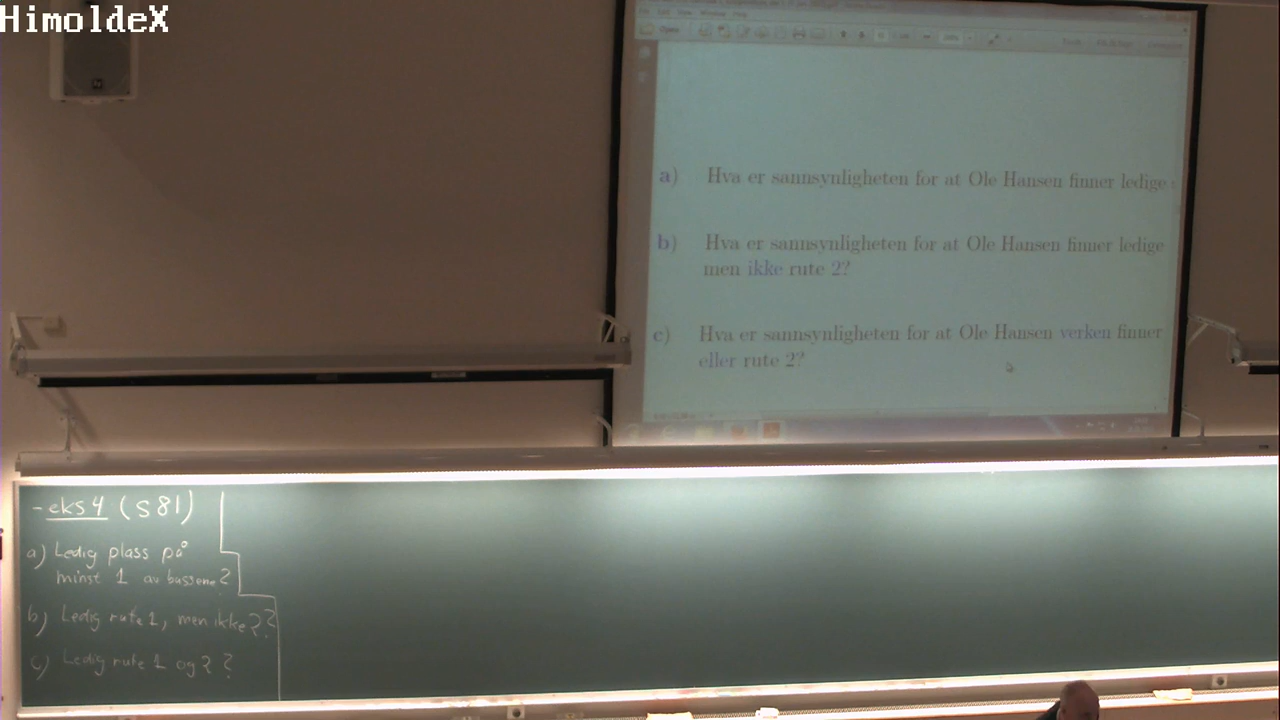 HimoldeX
Open
a) Hva er sannsynligheten for at Ole Hansen finner ledige
b) Hva er sannsynligheten for at Ole Hansen finner ledige
men ikke rute 2?
c) Hva er sannsynligheten for at Ole Hansen verken finner
eller rute 2?
- eks 4 (s 81)
a) Ledig plass på
minst 1 av bussene?
b) Ledig rute 1, men ikke 2?
c) Ledig rute 1 og 2?